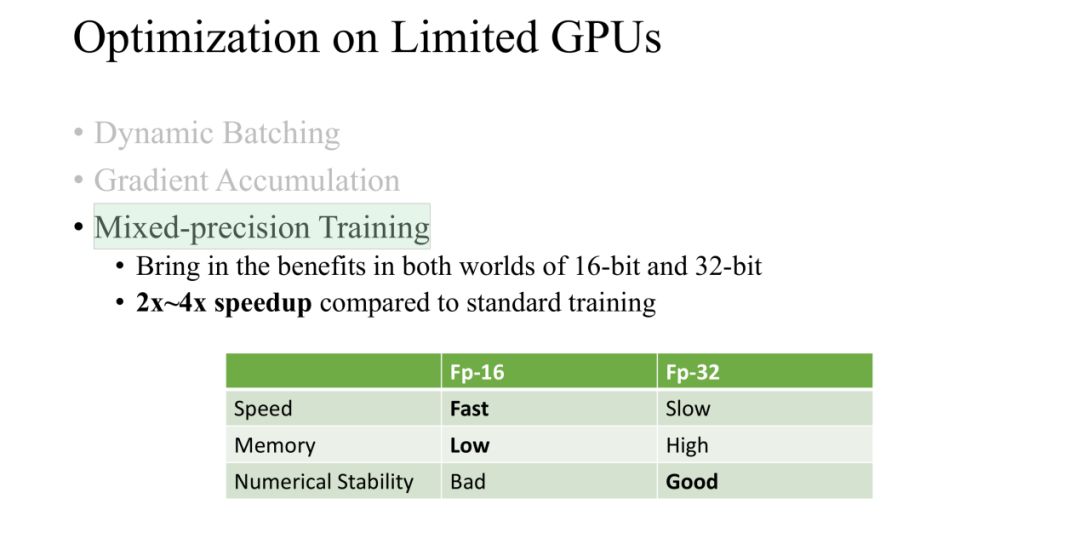 Optimization on Limited GPUs
• Dynamic Batching
• Gradient Accumulation
• Mixed-precision Training
• Bring in the benefits in both worlds of 16-bit and 32-bit
• 2x~4x speedup compared to standard training
Fp-16 Fp-32
Speed Fast Slow
Memory Low High
Numerical Stability Bad Good